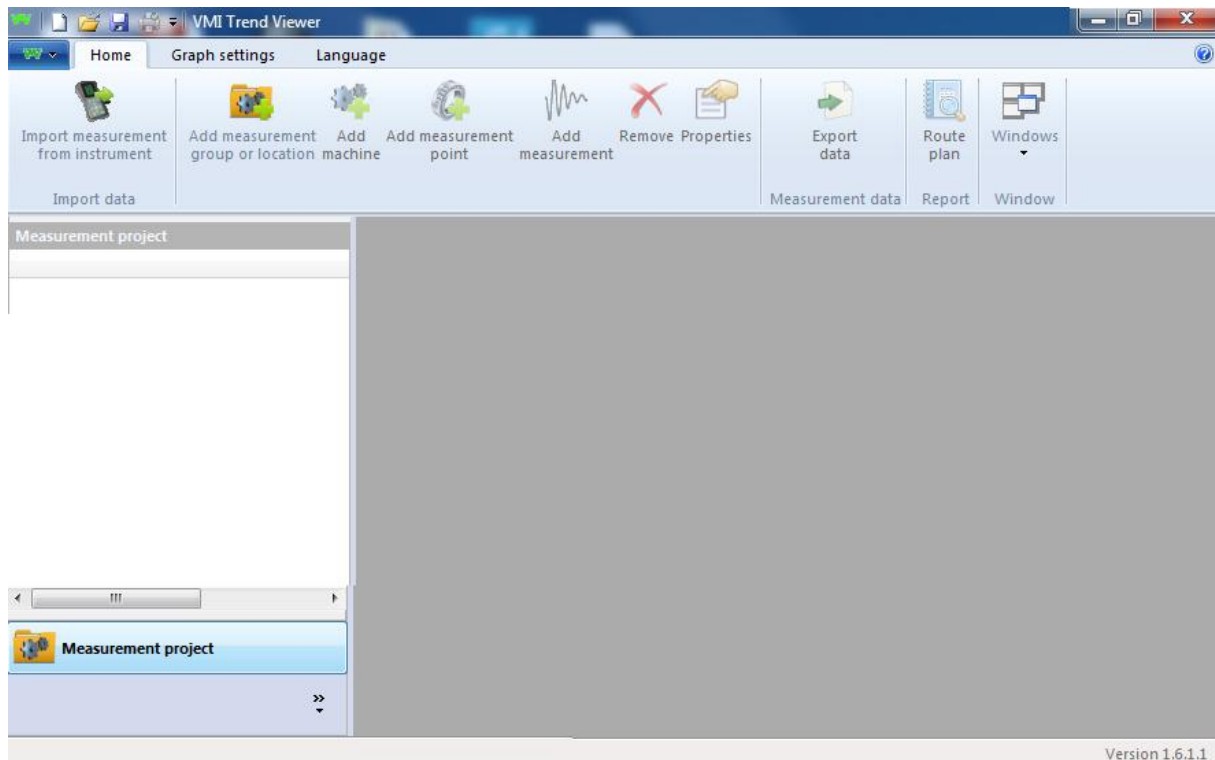 VMI Trend Viewer
Home Graph settings Language
Import measurement from instrument
Add measurement group or location
Add machine
Add measurement point
Add measurement
Remove
Properties
Export data
Route plan
Windows
Import data
Measurement data
Report
Window
Measurement project
Measurement project
Version 1.6.1.1